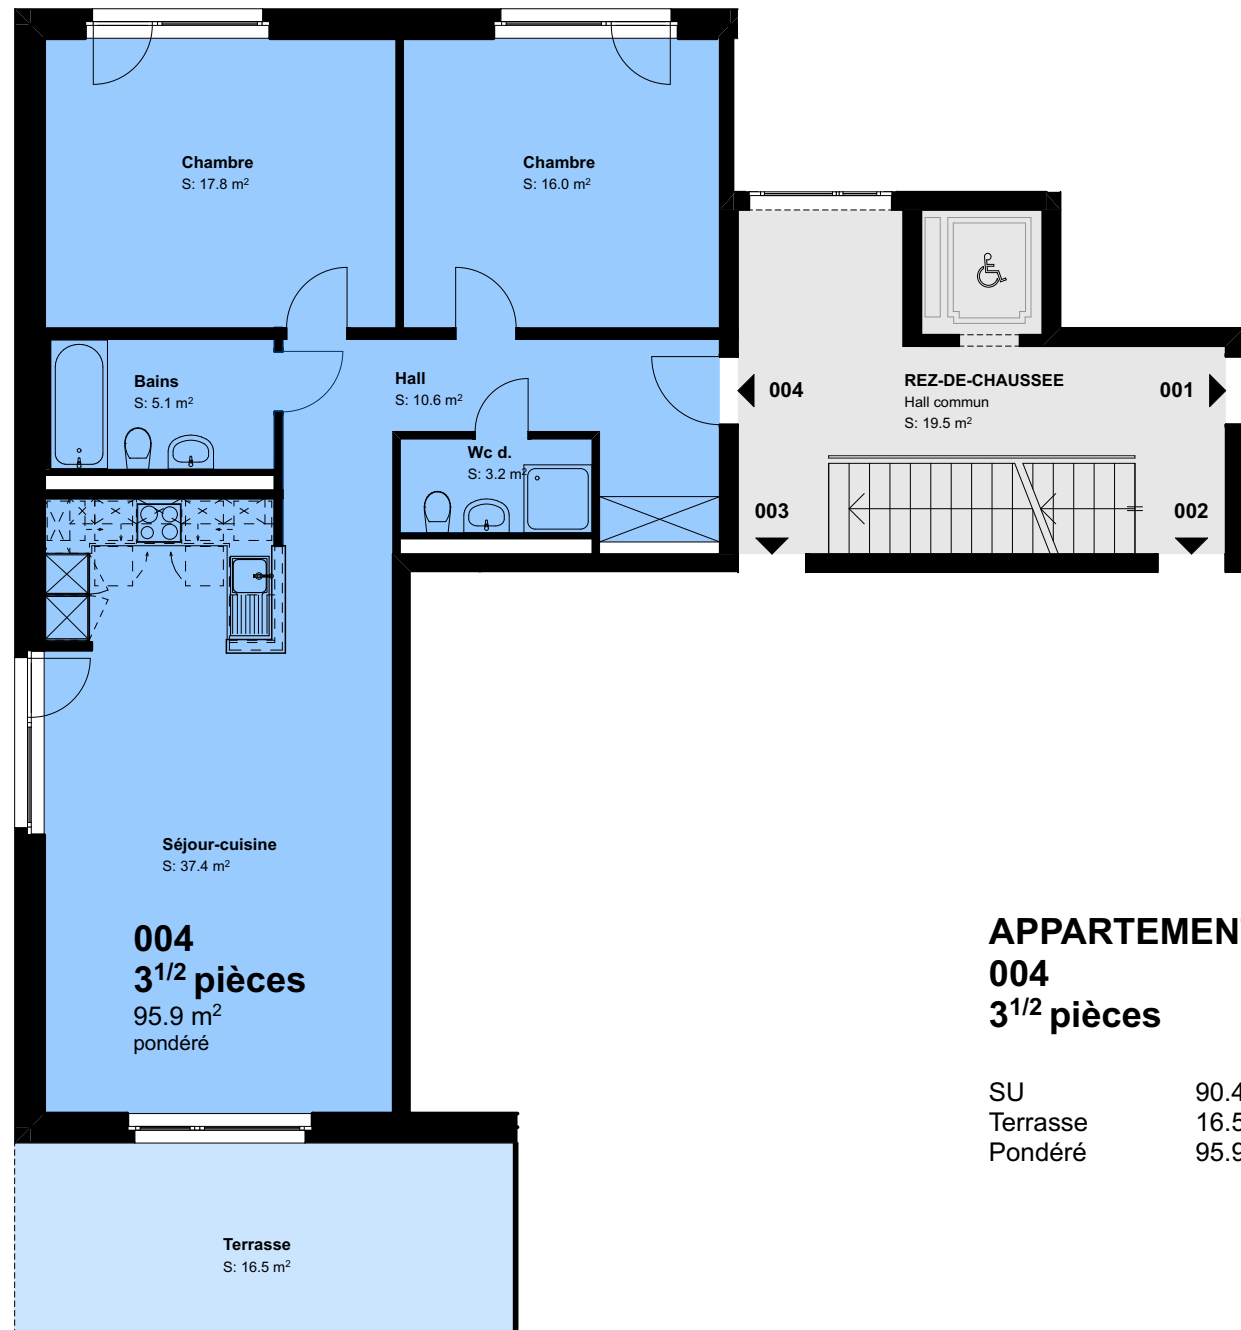 Chambre
S: 17.8 m²
Chambre
S: 16.0 m²
Bains
S: 5.1 m²
Hall
S: 10.6 m²
Wc d.
S: 3.2 m²
004
REZ-DE-CHAUSSEE
Hall commun
S: 19.5 m²
001
003
002
Séjour-cuisine
S: 37.4 m²
004
3 1/2 pièces
95.9 m²
pondéré
APPARTEMEN
004
3 1/2 pièces
SU 90.4
Terrasse 16.5
Pondéré 95.9
Terrasse
S: 16.5 m²